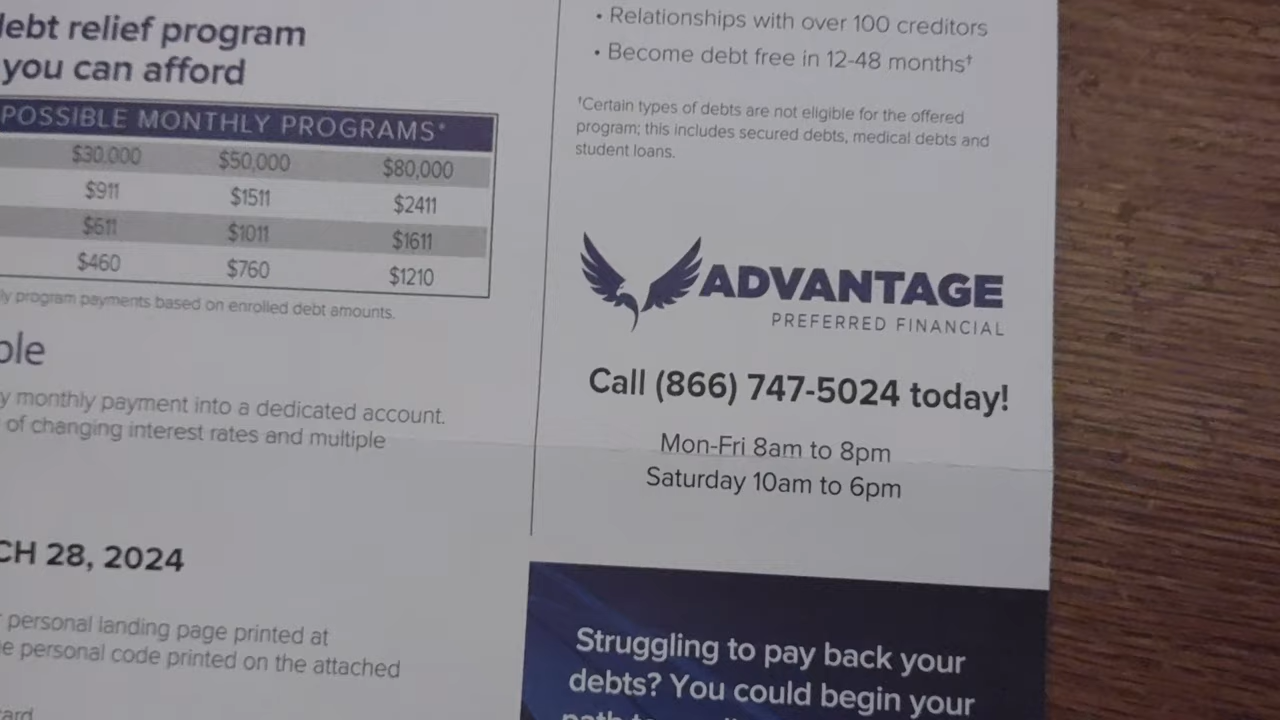 debt relief program
you can afford
POSSIBLE MONTHLY PROGRAMS*
$30,000 $50,000 $80,000
$911 $1511 $2411
$611 $1011 $1611
$460 $760 $1210
program payments based on enrolled debt amounts.
monthly payment into a dedicated account.
of changing interest rates and multiple
28, 2024
personal landing page printed at
personal code printed on the attached
• Relationships with over 100 creditors
• Become debt free in 12-48 months†
†Certain types of debts are not eligible for the offered
program; this includes secured debts, medical debts and
student loans.
ADVANTAGE
PREFERRED FINANCIAL
Call (866) 747-5024 today!
Mon-Fri 8am to 8pm
Saturday 10am to 6pm
Struggling to pay back your
debts? You could begin your